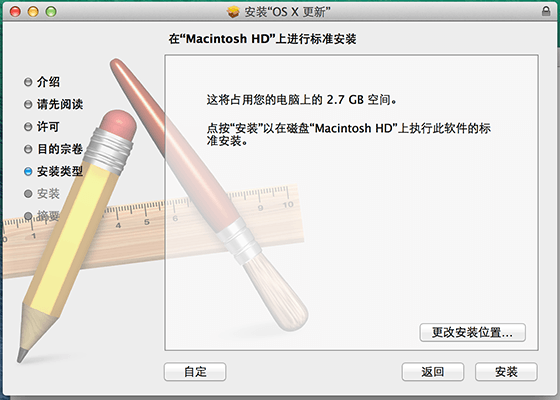 安装“OS X 更新”
在“Macintosh HD”上进行标准安装
介绍
请先阅读
许可
目的宗卷
安装类型
安装
摘要
这将占用您的电脑上的 2.7 GB 空间。
点按“安装”以在磁盘“Macintosh HD”上执行此软件的标
准安装。
0 1 2 10
更改安装位置...
自定
返回
安装